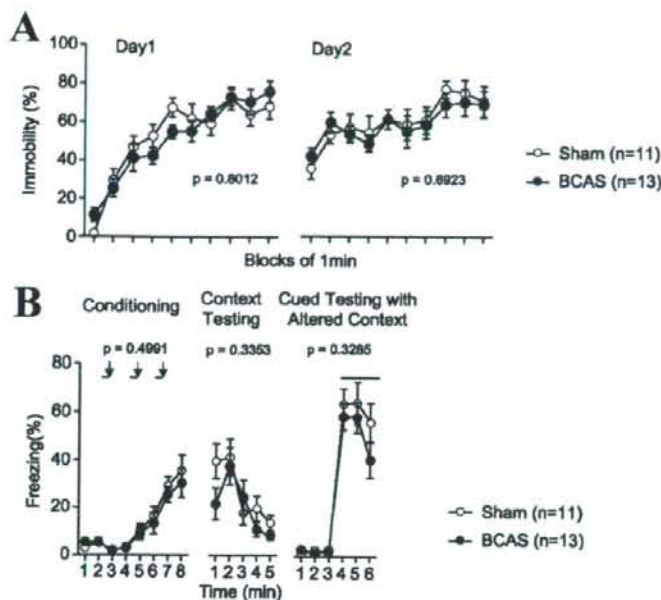 A
Day1
Day2
100
80
60
40
20
0
Immobility (%)
p = 0.6012
p = 0.6923
Sham (n=11)
BCAS (n=13)
Blocks of 1min
B
Conditioning
Context Testing
Cued Testing with Altered Context
p = 0.4991
p = 0.3353
p = 0.3285
80
60
40
20
0
Freezing(%)
Sham (n=11)
BCAS (n=13)
1 2 3 4 5 6 7 8
1 2 3 4 5
1 2 3 4 5 6
Time (min)